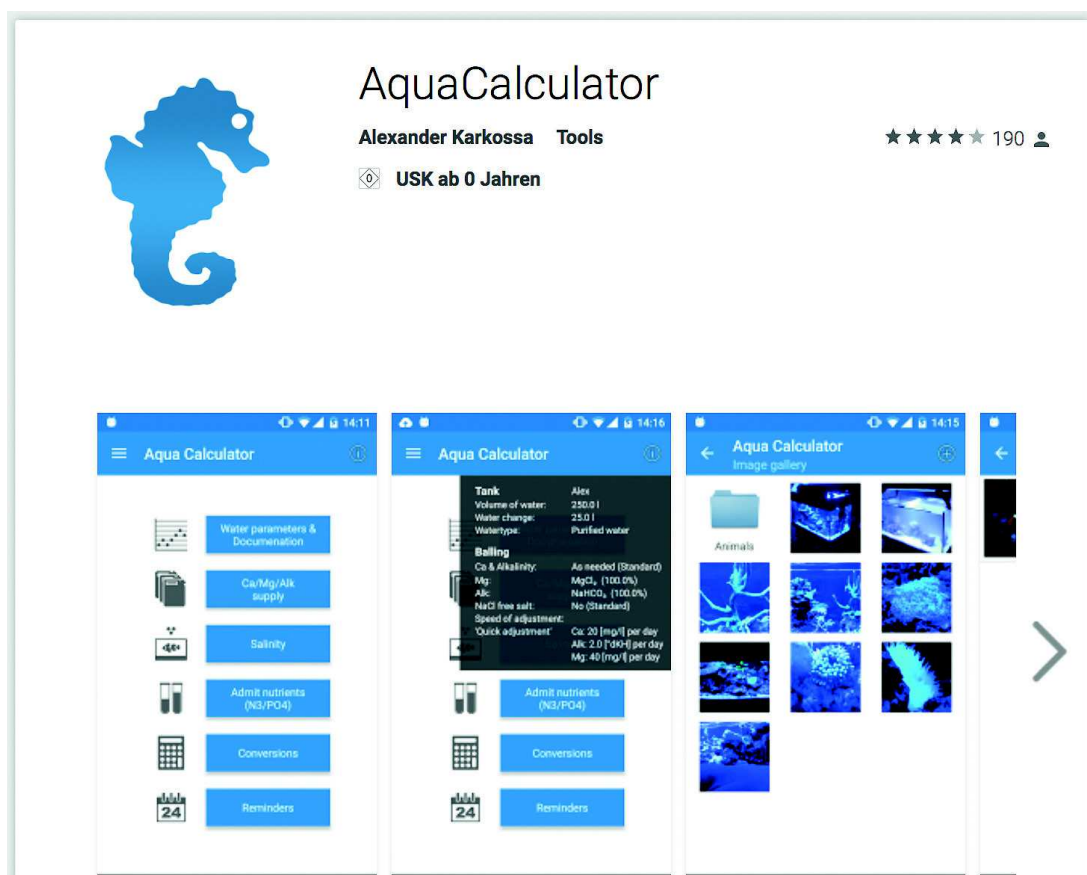 AquaCalculator
Alexander Karkossa Tools
190
0 USK ab 0 Jahren
14:11
Aqua Calculator
Water parameters &
Documenation
Ca/Mg/Alk
supply
Salinity
Admit nutrients
(N3/PO4)
Conversions
24
Reminders
14:16
Aqua Calculator
Tank Alex
Volume of water: 250.0 l
Water change: 25.0 l
Watertype: Purified water
Balling
Ca & Alkalinity: As needed (Standard)
Mg: MgCl₂ (100.0%)
Alk: NaHCO₃ (100.0%)
NaCl free salt: No (Standard)
Speed of adjustment:
'Quick adjustment' Ca: 20 [mg/l] per day
Alk: 2.0 [°dKH] per day
Mg: 40 [mg/l] per day
Admit nutrients
(N3/PO4)
Conversions
24
Reminders
14:15
Aqua Calculator
Image gallery
Animals